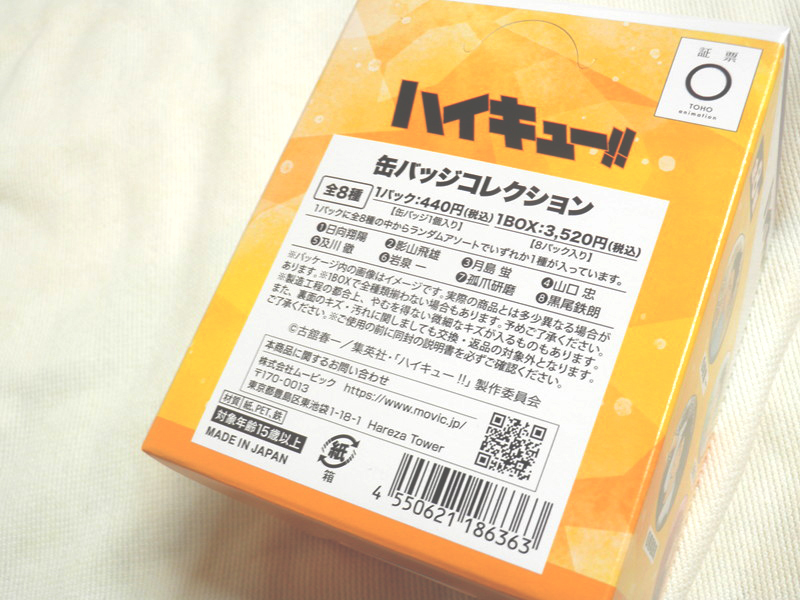 証 票
TOHO
animation
ハイキュー!!
缶バッジコレクション
全8種
1パック:440円(税込) 1BOX:3,520円(税込)
【缶バッジ1個入り】 【8パック入り】
1パックに全8種の中からランダムアソートでいずれか1種が入っています。
❶日向翔陽 ❷影山飛雄 ❸月島 蛍 ❹山口 忠
❺及川 徹 ❻岩泉 一 ❼孤爪研磨 ❽黒尾鉄朗
※パッケージ内の画像はイメージです。実際の商品とは多少異なる場合が
あります。※1BOXで全種類揃わない場合もあります。予めご了承ください。
※製造工程の都合上、やむを得ない微細なキズが入るものもあります。
また、裏面のキズ・汚れに関しましても交換・返品の対象外となります。
ご了承ください。※ご使用の前に同封の説明書を必ずご確認ください。
©古舘春一/集英社・「ハイキュー!!」製作委員会
本商品に関するお問い合わせ
株式会社ムービック https://www.movic.jp/
〒170-0013
東京都豊島区東池袋1-18-1 Hareza Tower
材質 紙、PET、鉄
対象年齢15歳以上
MADE IN JAPAN
紙
箱
4 550621 186363